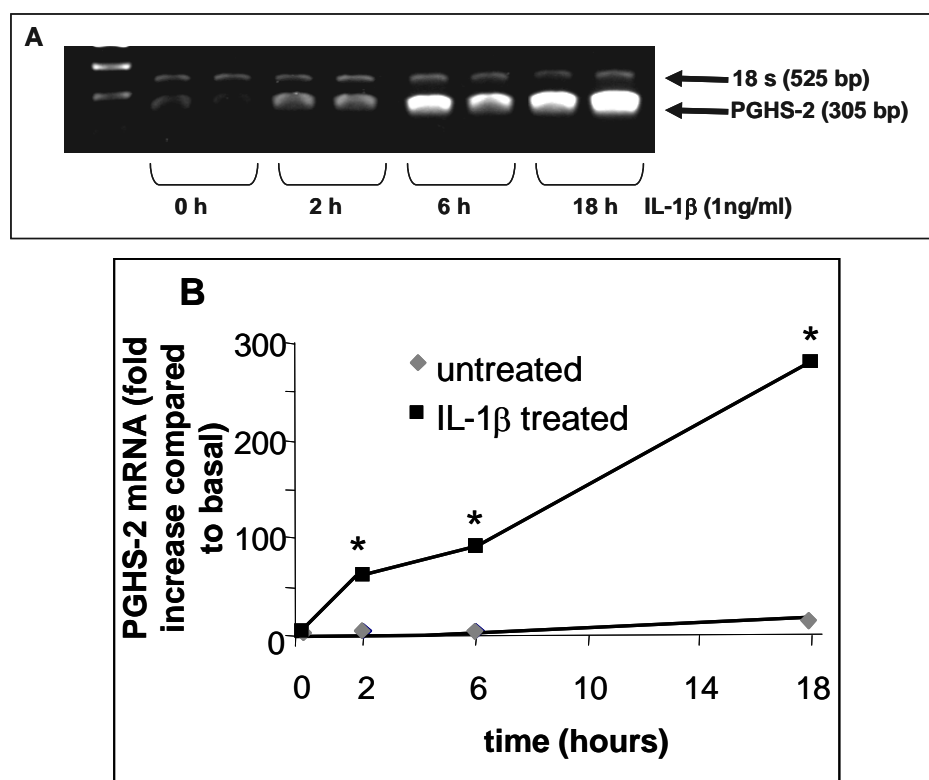 A
18 s (525 bp)
PGHS-2 (305 bp)
0 h 2 h 6 h 18 h IL-1β (1ng/ml)
B
PGHS-2 mRNA (fold
increase compared
to basal)
300
200
100
0
untreated
IL-1β treated
*
*
*
0 2 6 10 14 18
time (hours)